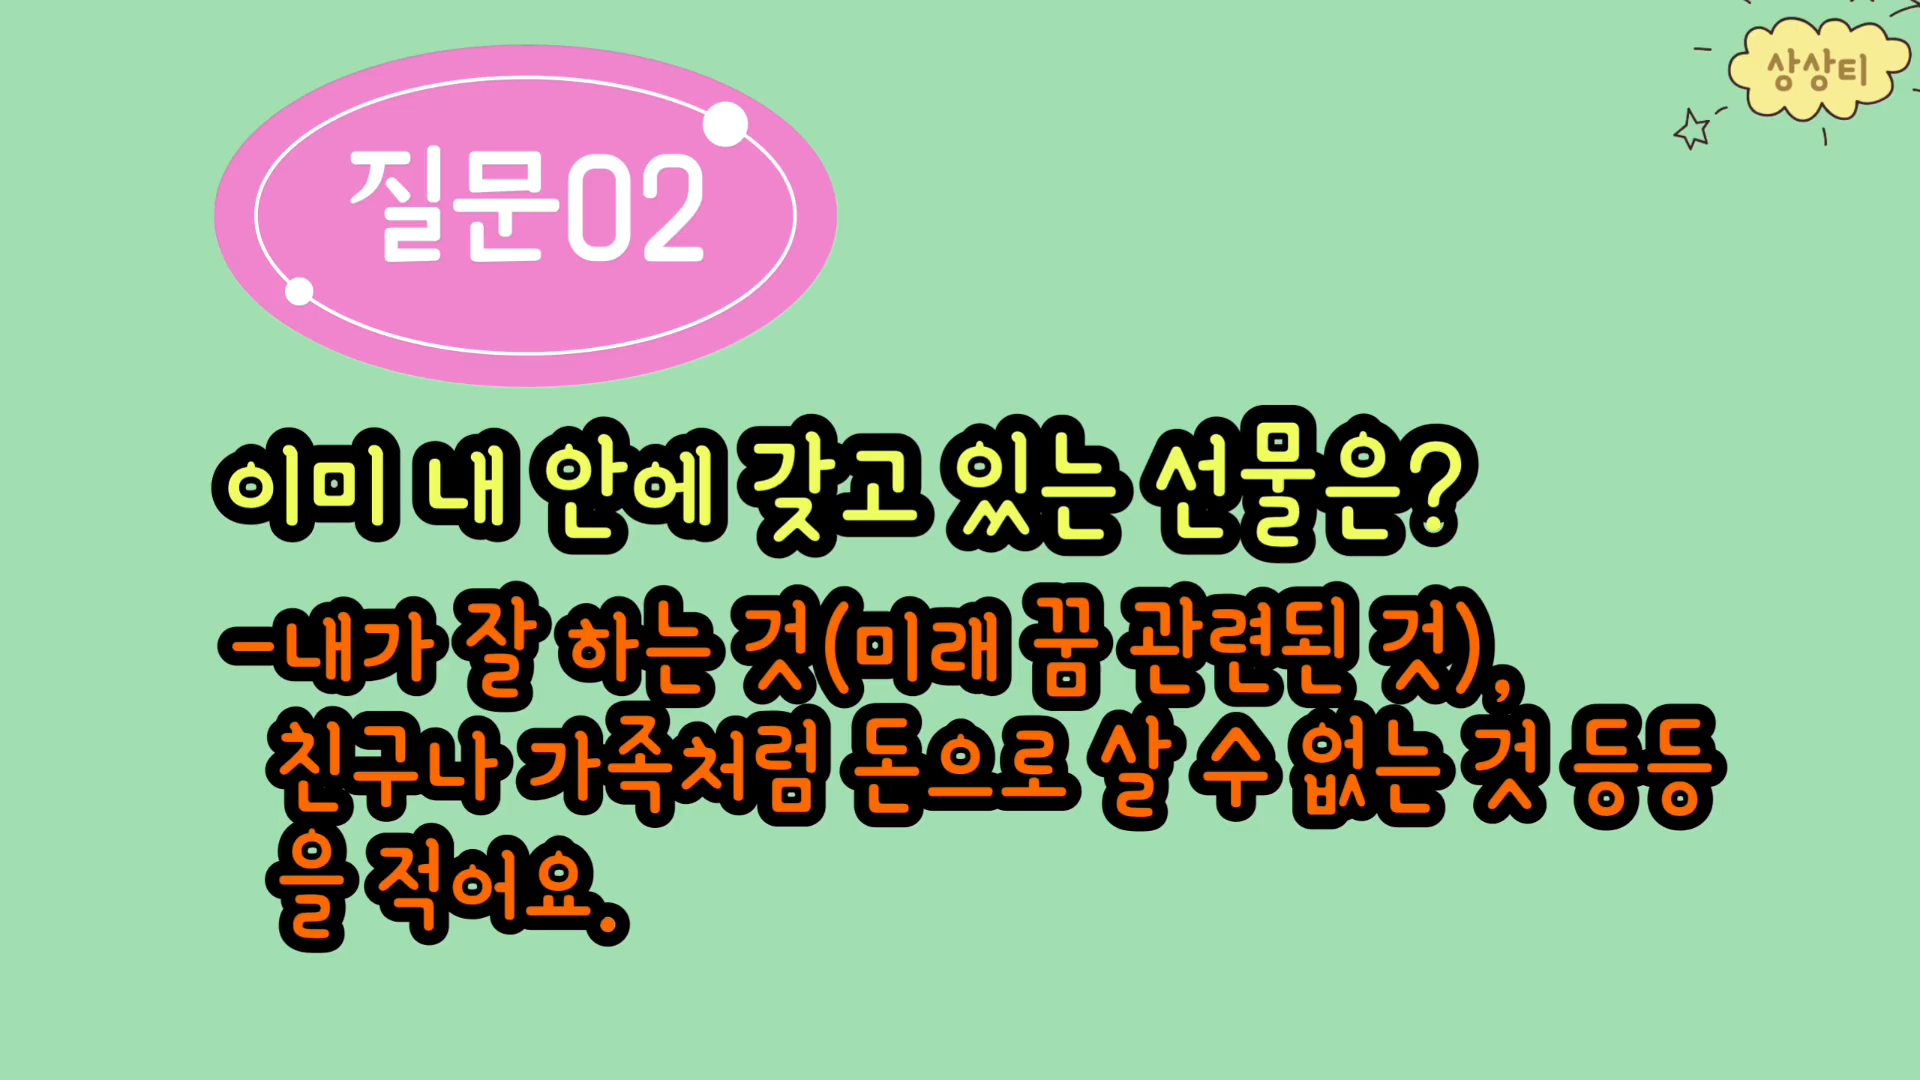 상상티
질문02
이미 내 안에 갖고 있는 선물은?
-내가 잘 하는 것(미래 꿈 관련된 것),
친구나 가족처럼 돈으로 살 수 없는 것 등등
을 적어요.